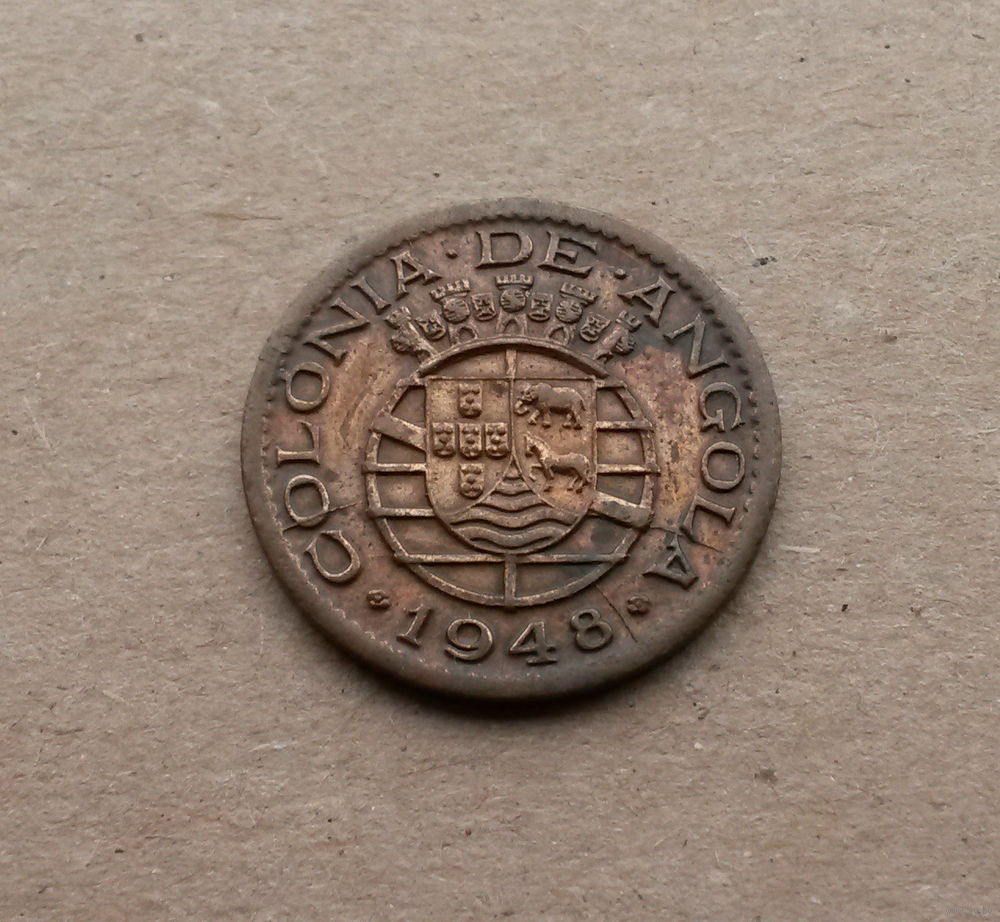 COLONIA · DE · ANGOLA
1948